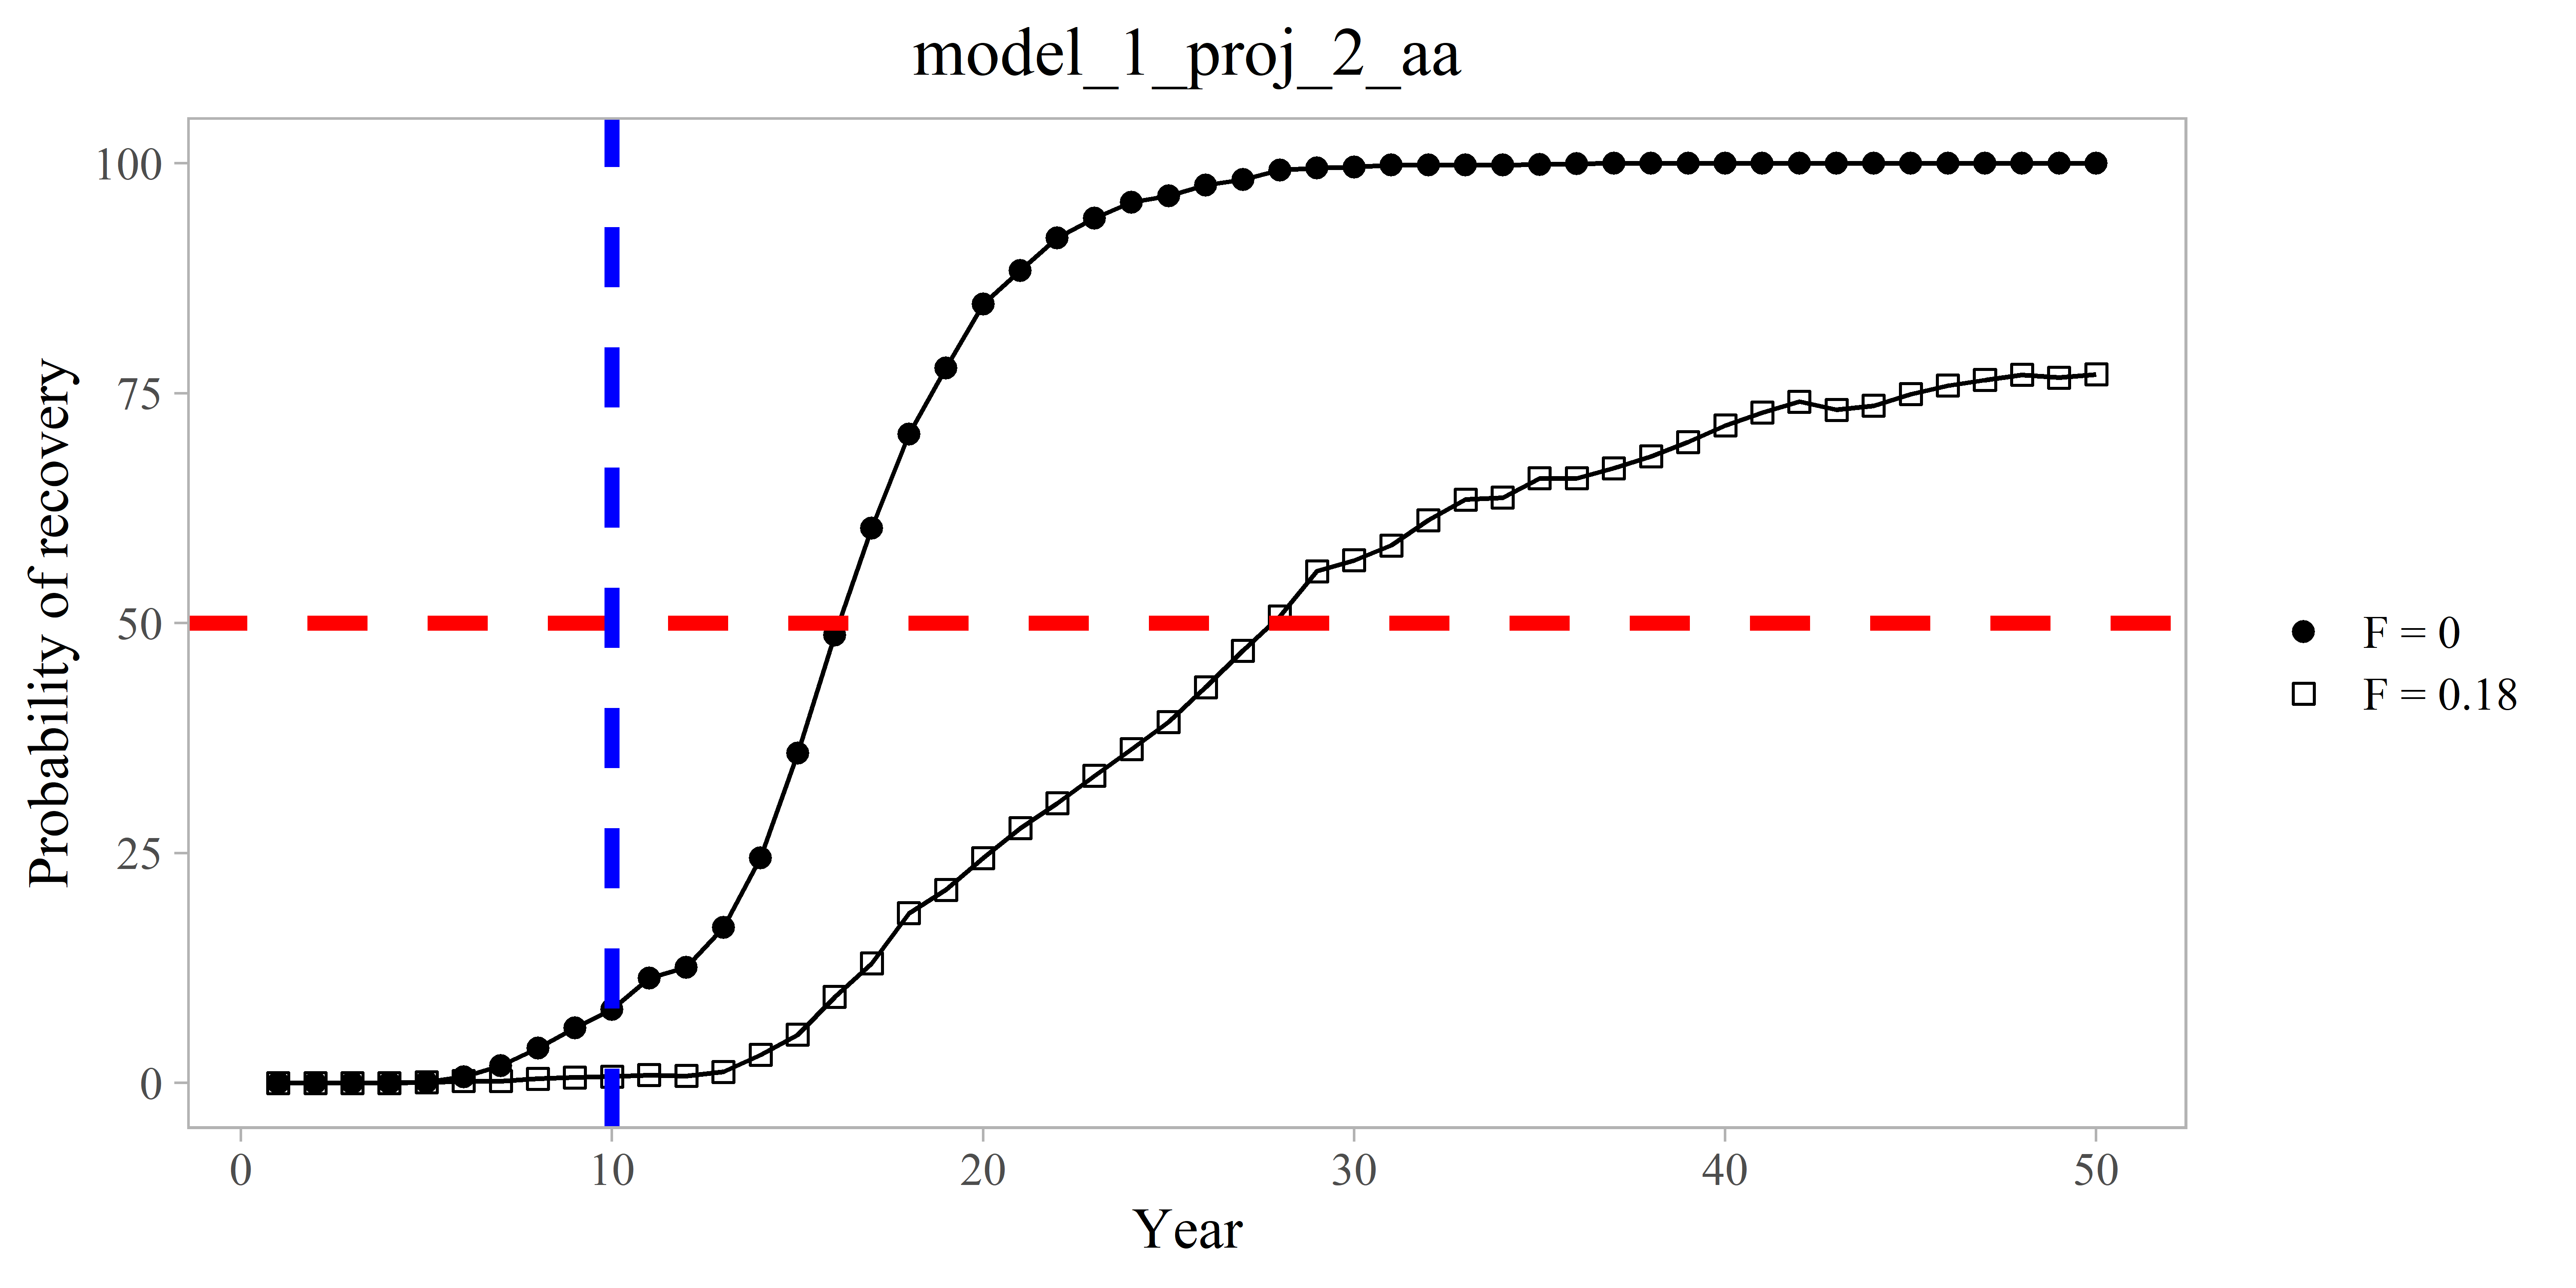 model_1_proj_2_aa
Probability of recovery
100
75
50
25
0
0 10 20 30 40 50
Year
F = 0
F = 0.18